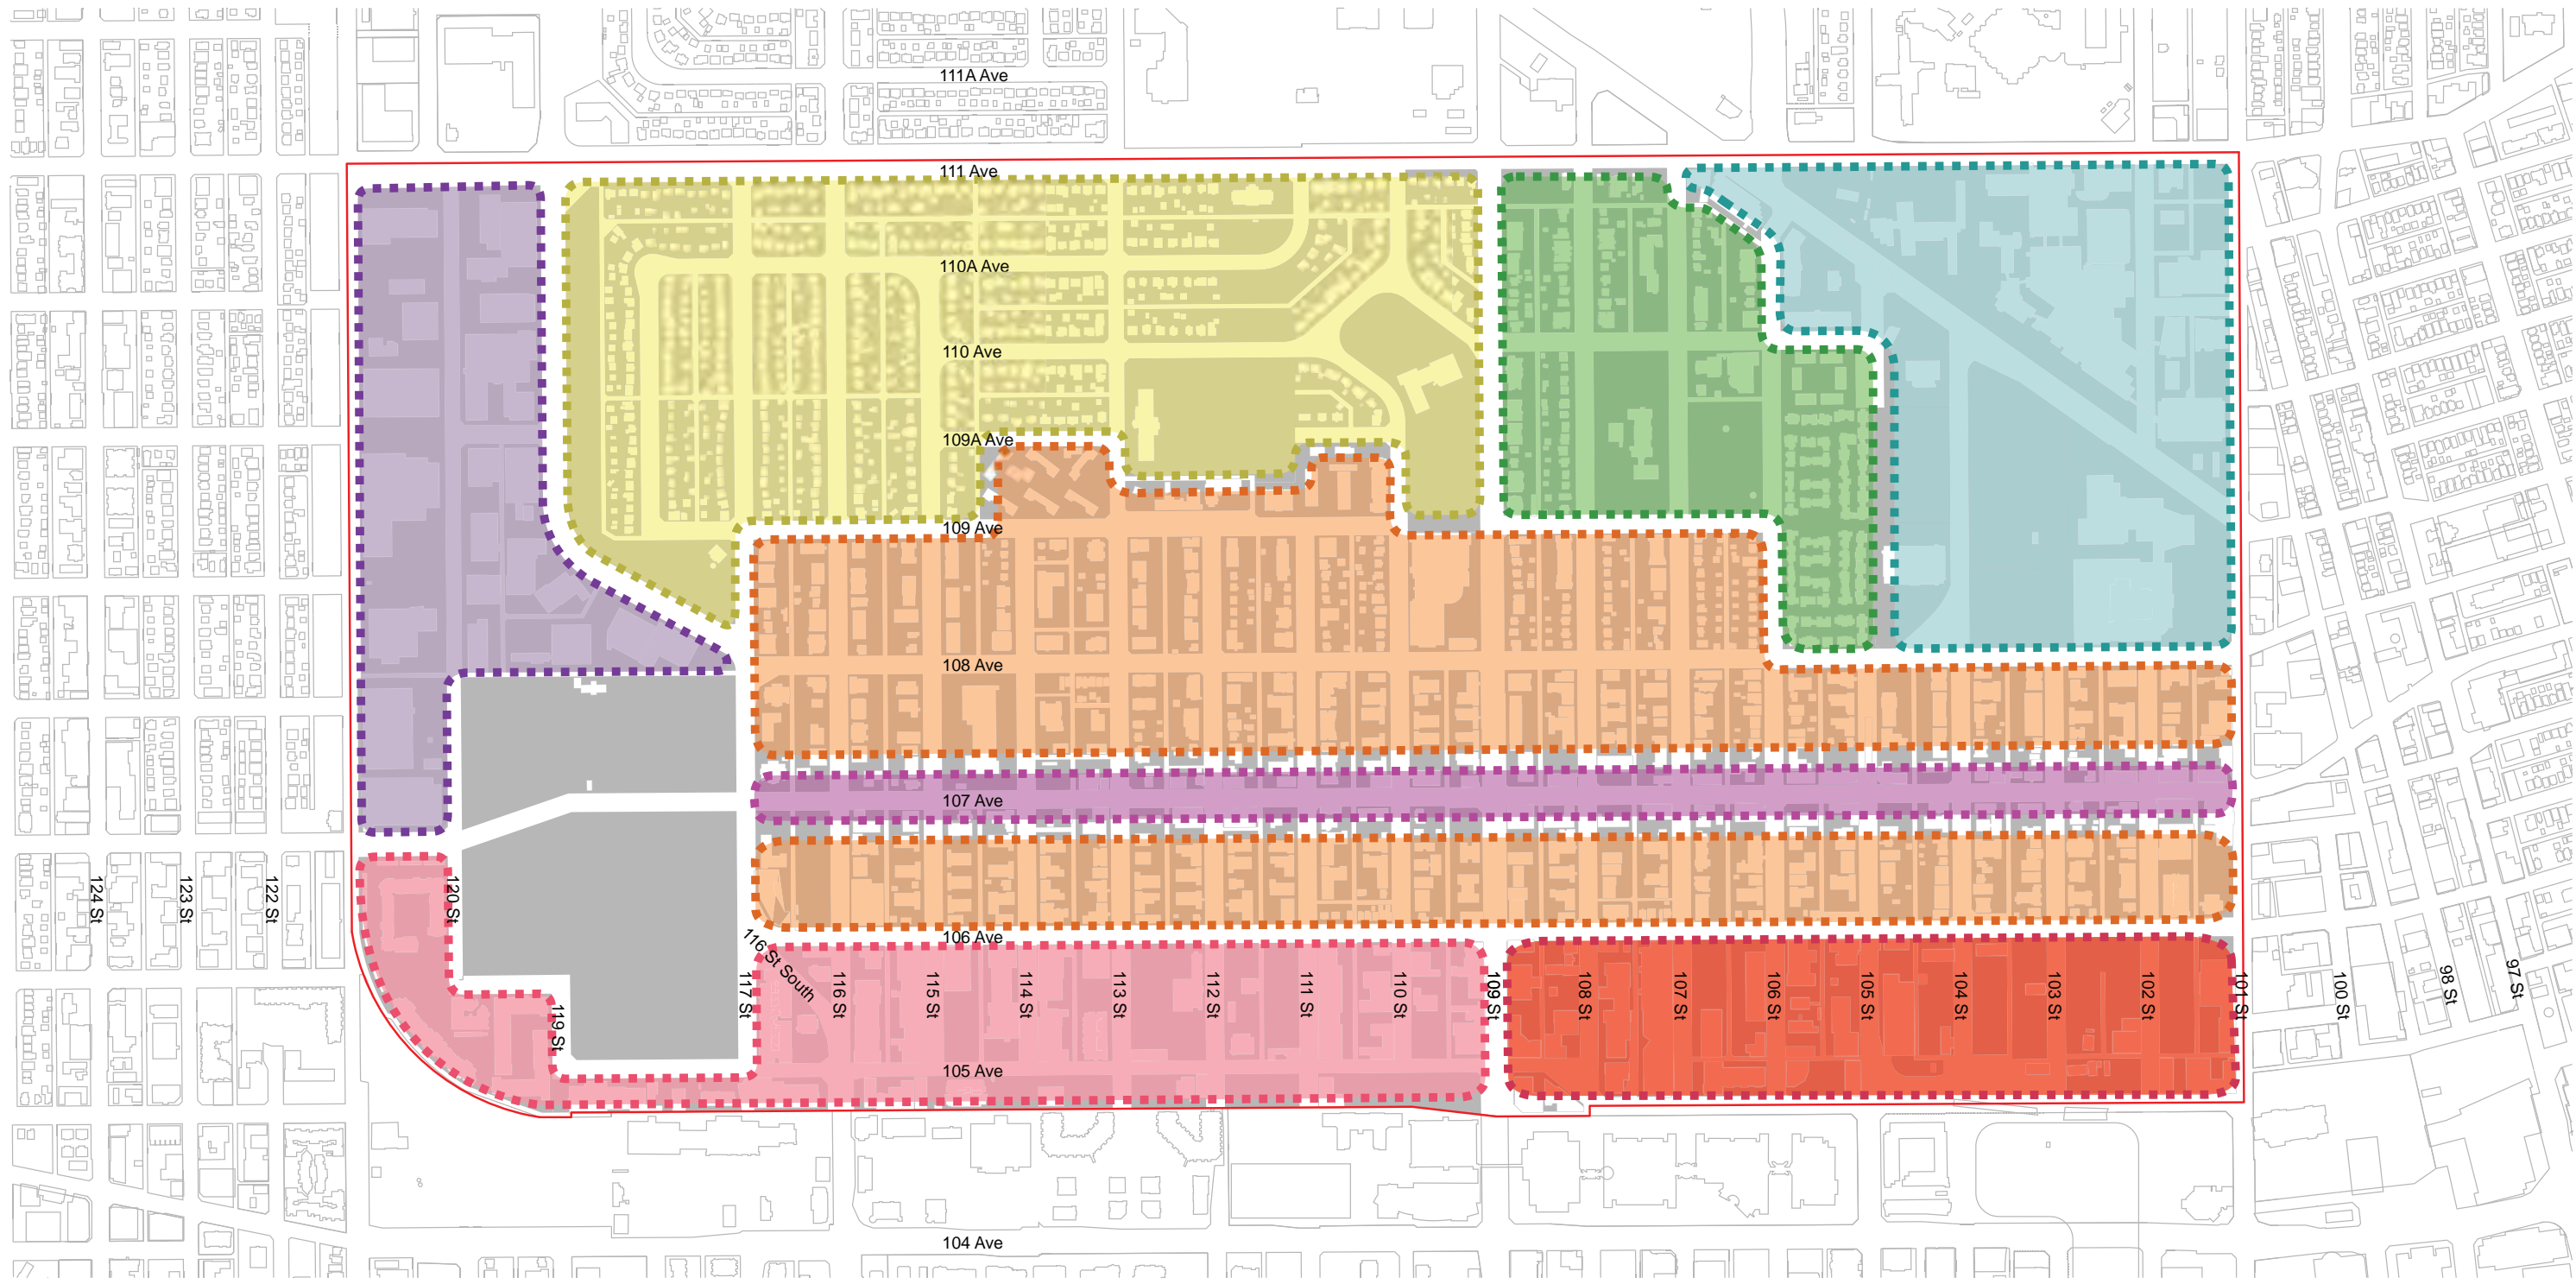 111A Ave
111 Ave
110A Ave
110 Ave
109A Ave
109 Ave
108 Ave
107 Ave
106 Ave
105 Ave
104 Ave
124 St
123 St
122 St
120 St
119 St
117 St
116 St South
116 St
115 St
114 St
113 St
112 St
111 St
110 St
109 St
108 St
107 St
106 St
105 St
104 St
103 St
102 St
101 St
100 St
98 St
97 St